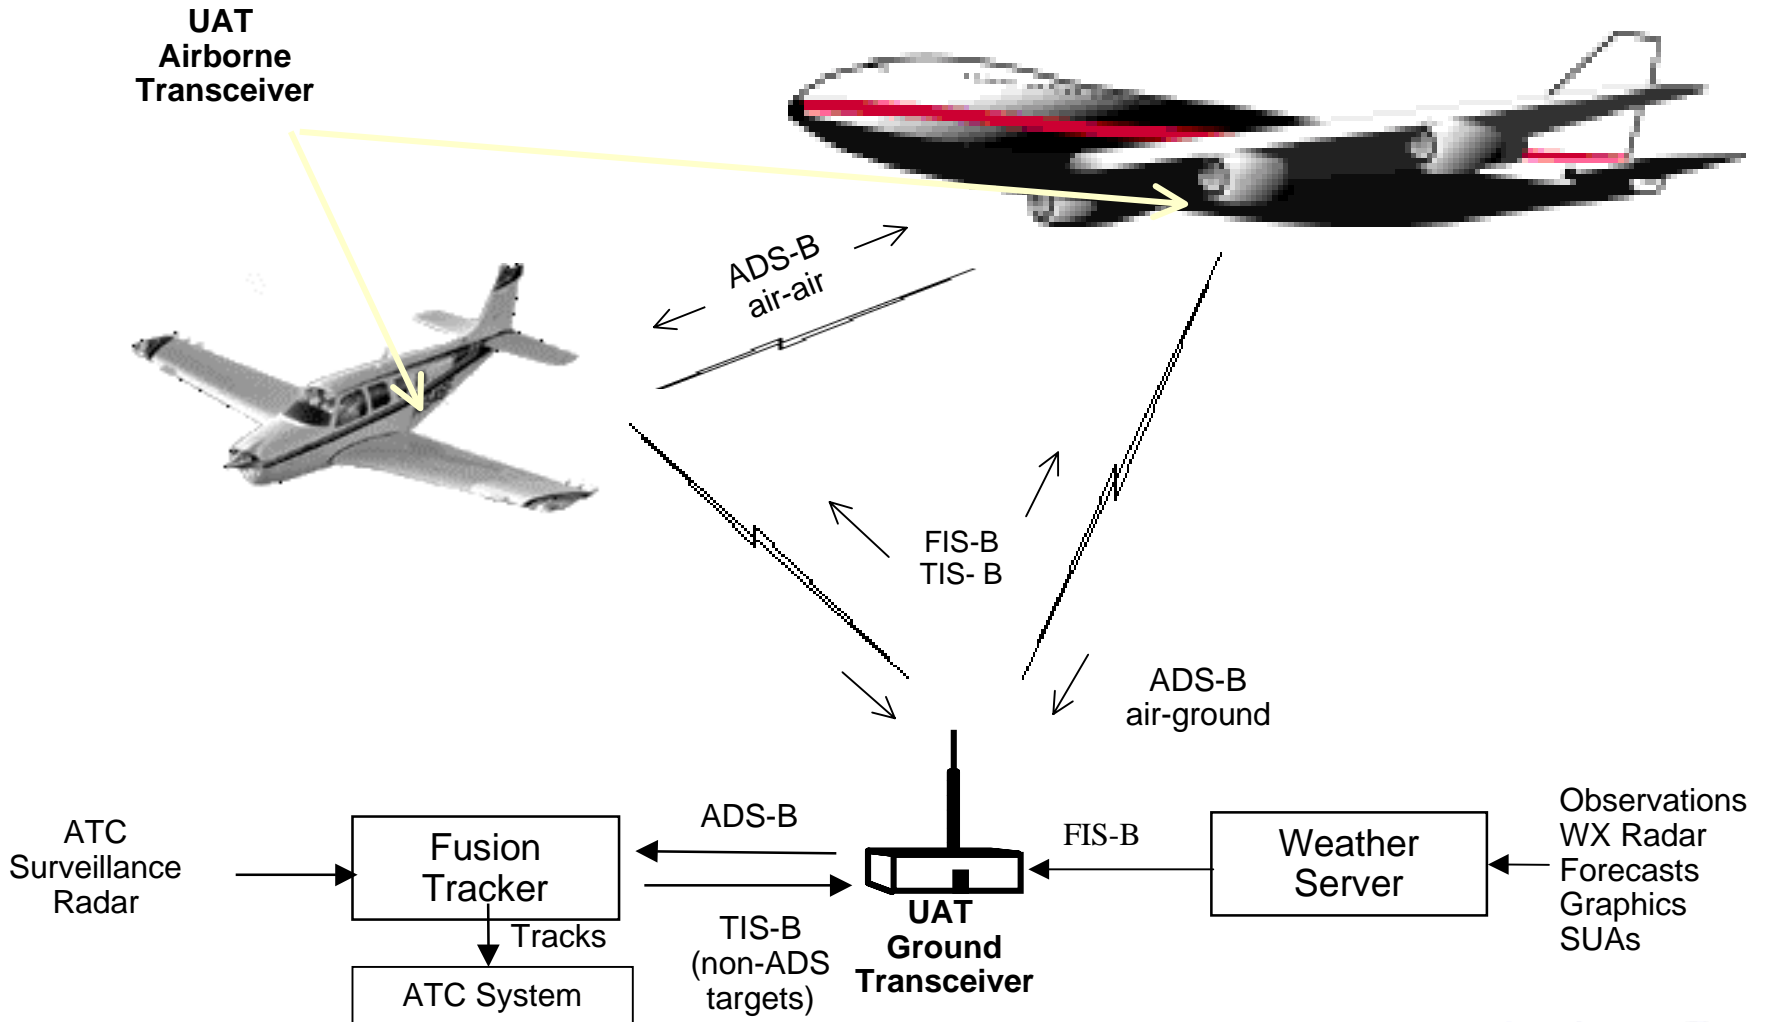 UAT
Airborne
Transceiver
ADS-B
air-air
FIS-B
TIS- B
ADS-B
air-ground
ATC
Surveillance
Radar
Fusion
Tracker
Tracks
ATC System
ADS-B
TIS-B
(non-ADS
targets)
UAT
Ground
Transceiver
FIS-B
Weather
Server
Observations
WX Radar
Forecasts
Graphics
SUAs